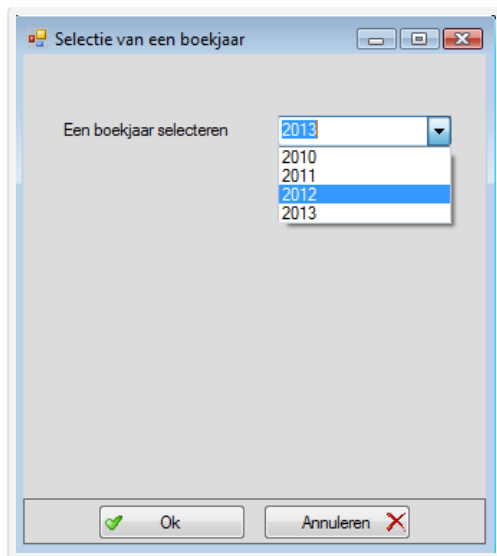 Selectie van een boekjaar
Een boekjaar selecteren 2013
2010
2011
2012
2013
Ok Annuleren